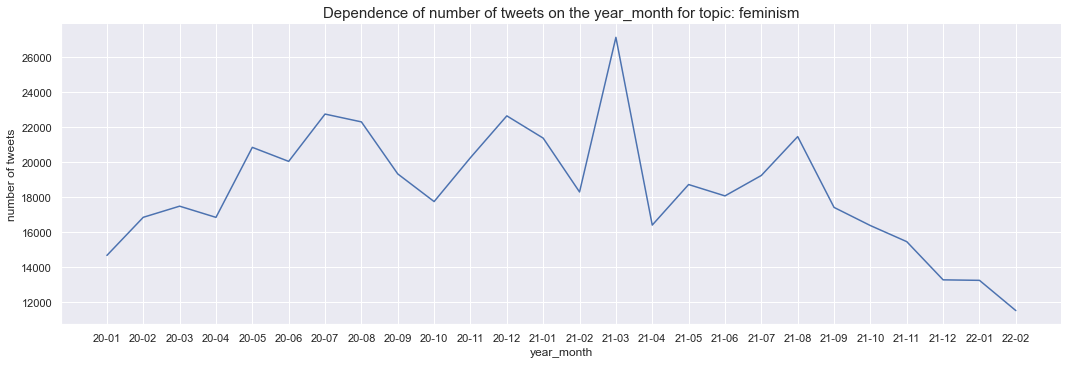 Dependence of number of tweets on the year_month for topic: feminism
26000
24000
22000
20000
18000
16000
14000
12000
number of tweets
20-01 20-02 20-03 20-04 20-05 20-06 20-07 20-08 20-09 20-10 20-11 20-12 21-01 21-02 21-03 21-04 21-05 21-06 21-07 21-08 21-09 21-10 21-11 21-12 22-01 22-02
year_month